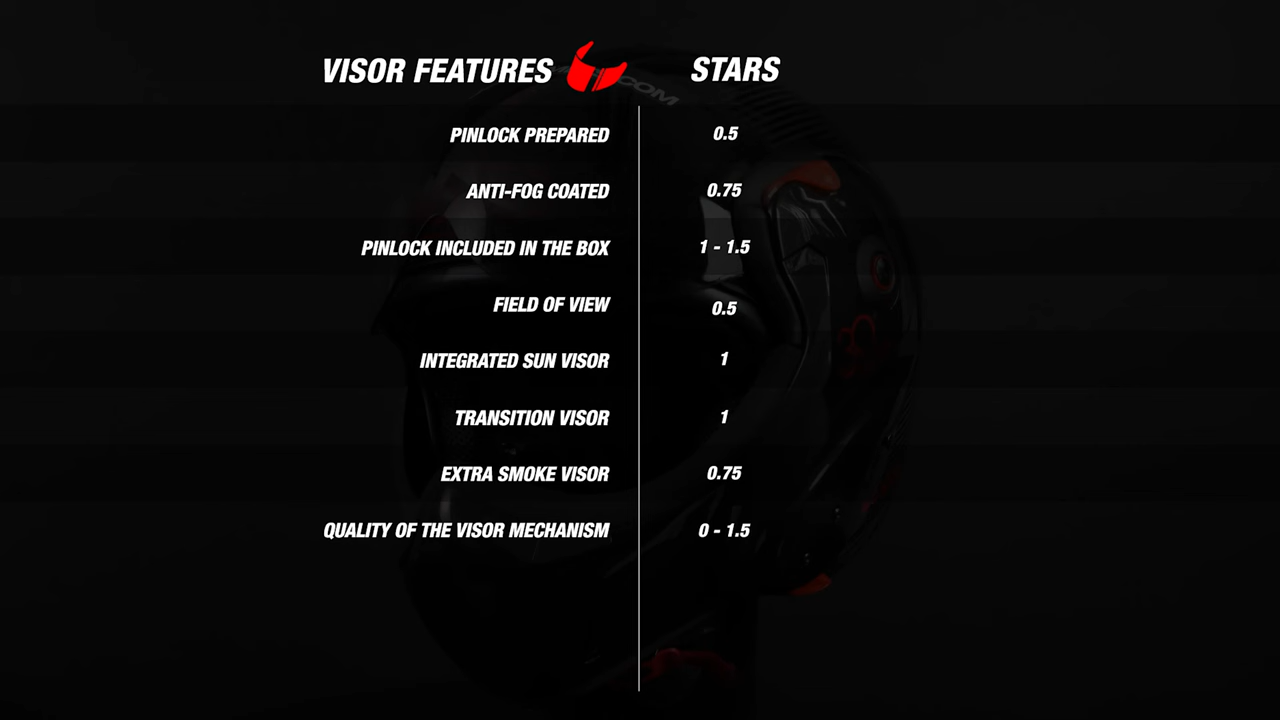 VISOR FEATURES
STARS
PINLOCK PREPARED 0.5
ANTI-FOG COATED 0.75
PINLOCK INCLUDED IN THE BOX 1 - 1.5
FIELD OF VIEW 0.5
INTEGRATED SUN VISOR 1
TRANSITION VISOR 1
EXTRA SMOKE VISOR 0.75
QUALITY OF THE VISOR MECHANISM 0 - 1.5